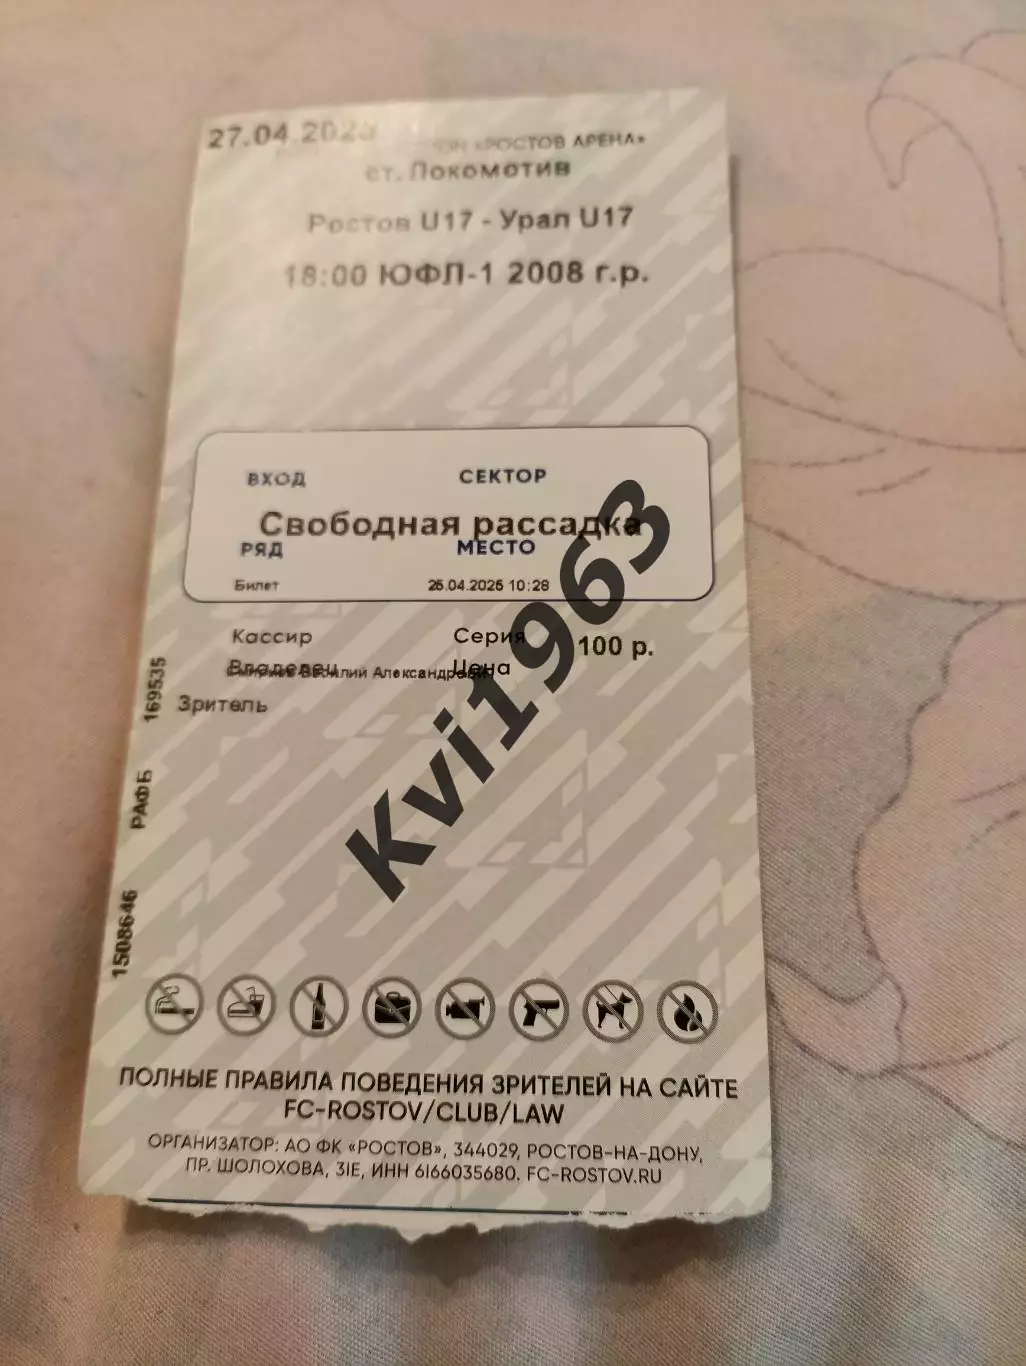 27.04.2025 «РОСТОВ АРЕНА»
ст. Локомотив
Ростов U17 - Урал U17
18:00 ЮФЛ-1 2008 г.р.
ВХОД СЕКТОР
Свободная рассадка
РЯД МЕСТО
Билет 25.04.2025 10:28
Кассир Серия 100 р.
Владелец Цена
Василий Александрович
Зритель
169535
РАФБ
1508646
Kvi1963
ПОЛНЫЕ ПРАВИЛА ПОВЕДЕНИЯ ЗРИТЕЛЕЙ НА САЙТЕ
FC-ROSTOV/CLUB/LAW
ОРГАНИЗАТОР: АО ФК «РОСТОВ», 344029, РОСТОВ-НА-ДОНУ,
ПР. ШОЛОХОВА, 31Е, ИНН 6166035680. FC-ROSTOV.RU